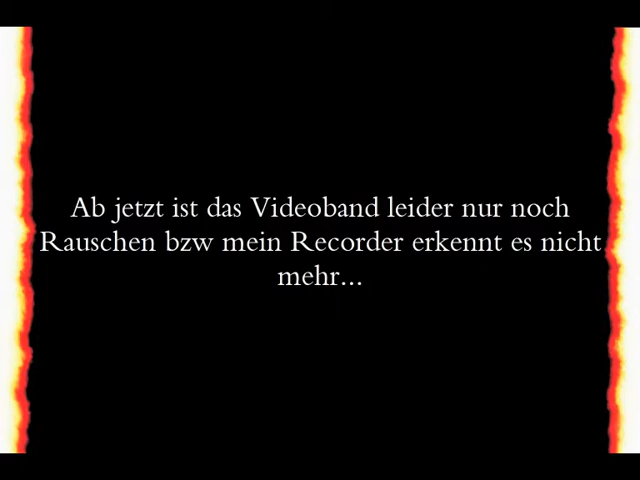 Ab jetzt ist das Videoband leider nur noch
Rauschen bzw mein Recorder erkennt es nicht
mehr...